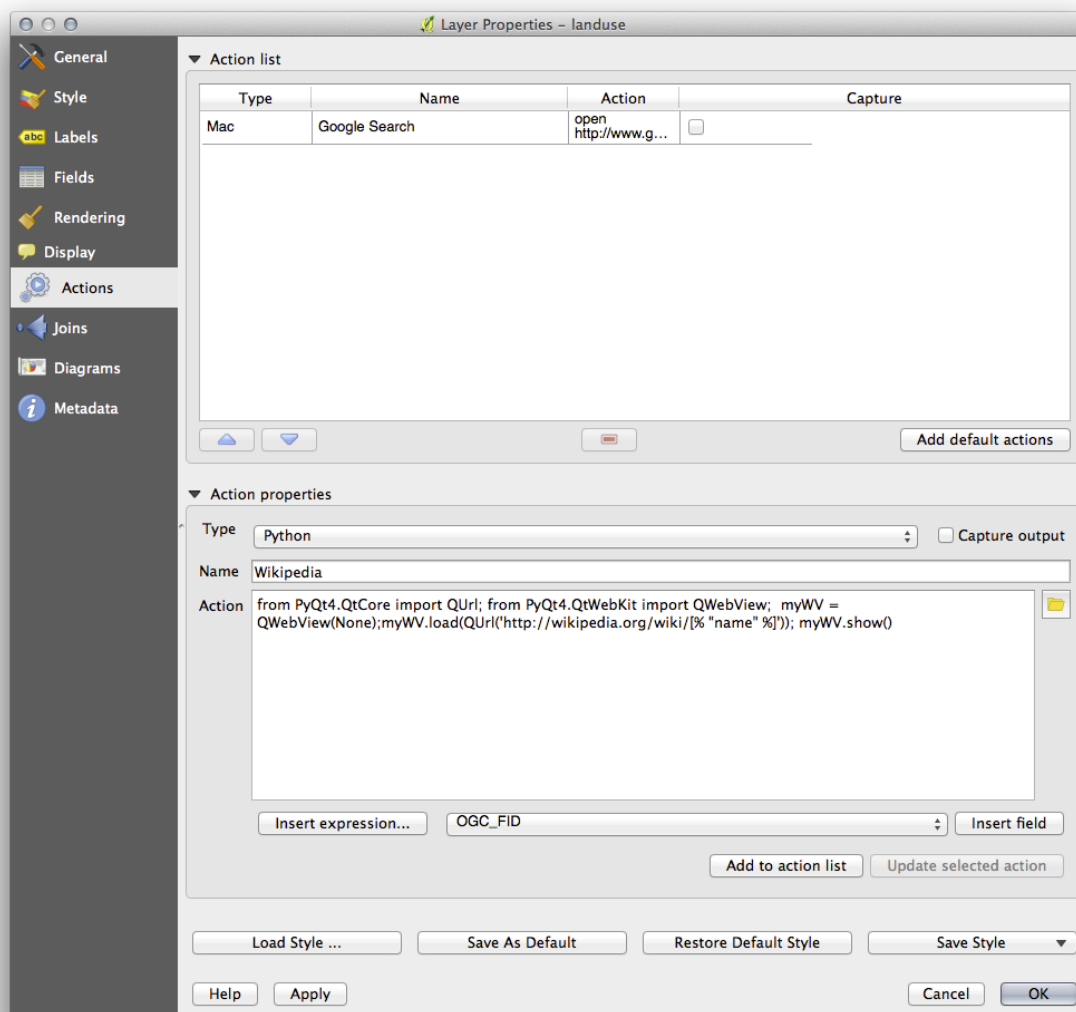 Layer Properties – landuse
General
Style
abc Labels
Fields
Rendering
Display
Actions
Joins
Diagrams
i Metadata
Action list
Type Name Action Capture
Mac Google Search open
http://www.g...
Add default actions
Action properties
Type Python Capture output
Name Wikipedia
Action from PyQt4.QtCore import QUrl; from PyQt4.QtWebKit import QWebView;  myWV =
QWebView(None);myWV.load(QUrl('http://wikipedia.org/wiki/[% "name" %]')); myWV.show()
Insert expression... OGC_FID Insert field
Add to action list Update selected action
Load Style ... Save As Default Restore Default Style Save Style
Help Apply Cancel OK